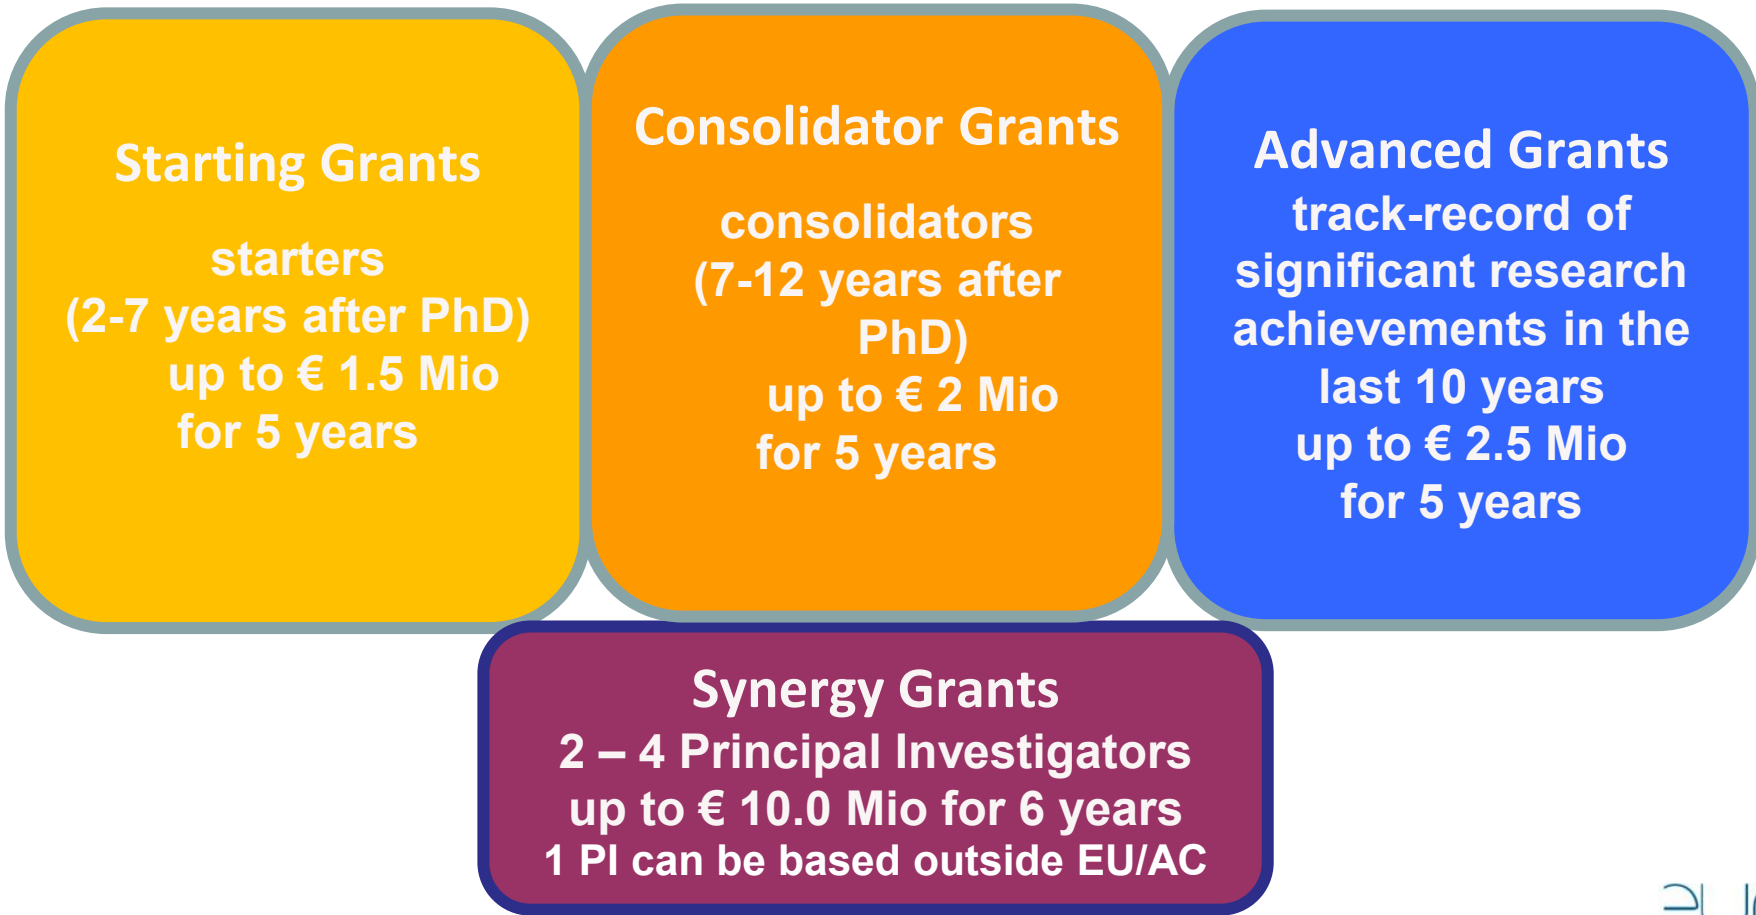 Starting Grants
starters
(2-7 years after PhD)
up to € 1.5 Mio
for 5 years
Consolidator Grants
consolidators
(7-12 years after
PhD)
up to € 2 Mio
for 5 years
Advanced Grants
track-record of
significant research
achievements in the
last 10 years
up to € 2.5 Mio
for 5 years
Synergy Grants
2 – 4 Principal Investigators
up to € 10.0 Mio for 6 years
1 PI can be based outside EU/AC